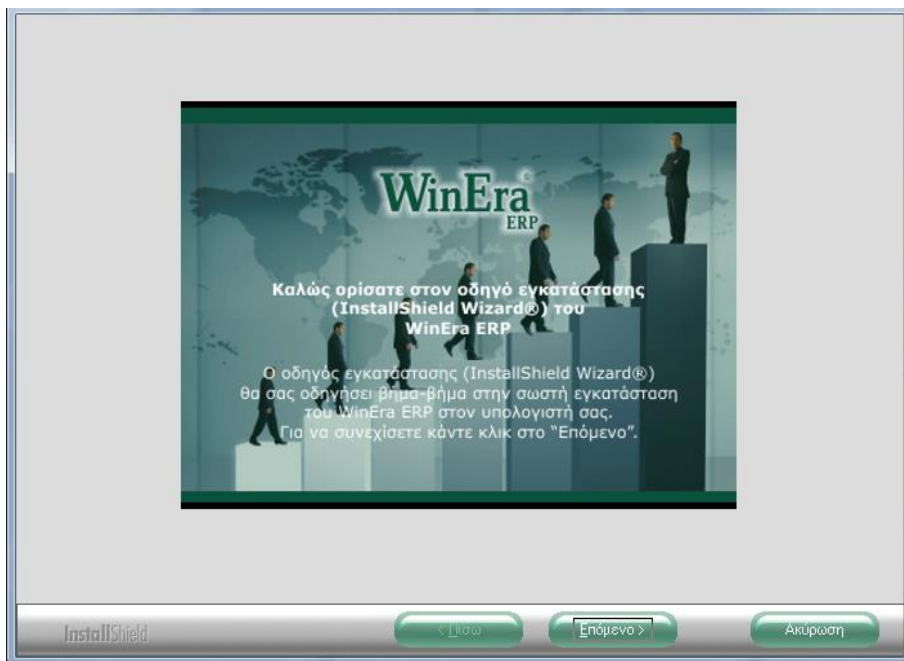 WinEra©
ERP
Καλώς ορίσατε στον οδηγό εγκατάστασης
(InstallShield Wizard®) του
WinEra ERP
Ο οδηγός εγκατάστασης (InstallShield Wizard®)
θα σας οδηγήσει βήμα-βήμα στην σωστή εγκατάσταση
του WinEra ERP στον υπολογιστή σας.
Για να συνεχίσετε κάντε κλικ στο “Επόμενο”.
InstallShield
< Πίσω
Επόμενο >
Ακύρωση